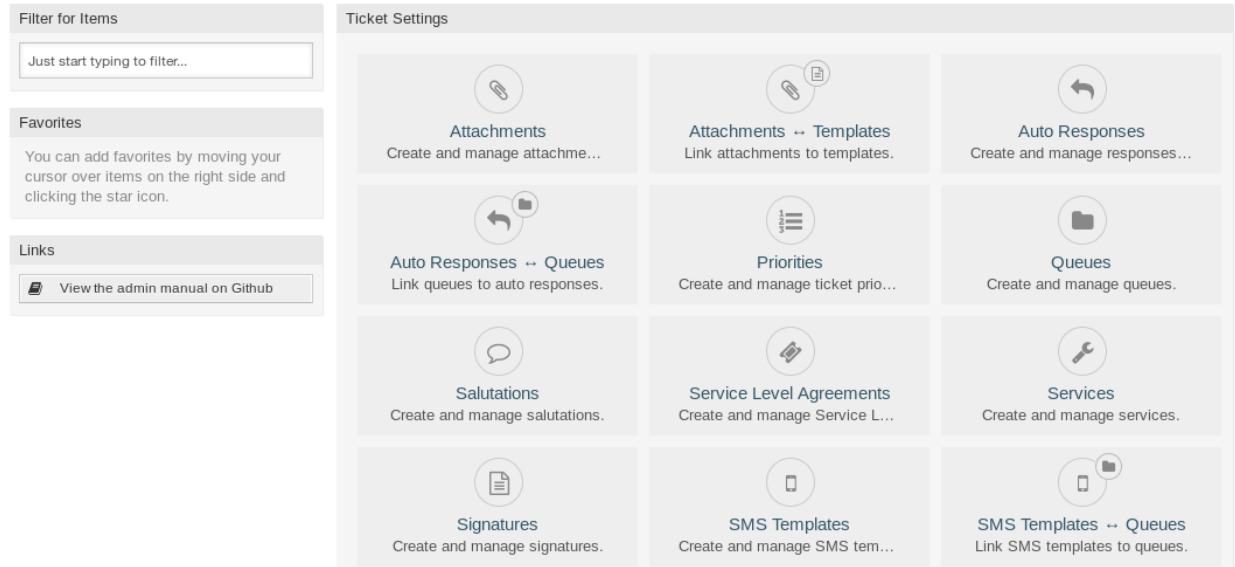 Filter for Items
Just start typing to filter...
Favorites
You can add favorites by moving your
cursor over items on the right side and
clicking the star icon.
Links
View the admin manual on Github
Ticket Settings
Attachments
Create and manage attachme…
Attachments ↔ Templates
Link attachments to templates.
Auto Responses
Create and manage responses…
Auto Responses ↔ Queues
Link queues to auto responses.
Priorities
Create and manage ticket prio…
Queues
Create and manage queues.
Salutations
Create and manage salutations.
Service Level Agreements
Create and manage Service L…
Services
Create and manage services.
Signatures
Create and manage signatures.
SMS Templates
Create and manage SMS tem…
SMS Templates ↔ Queues
Link SMS templates to queues.